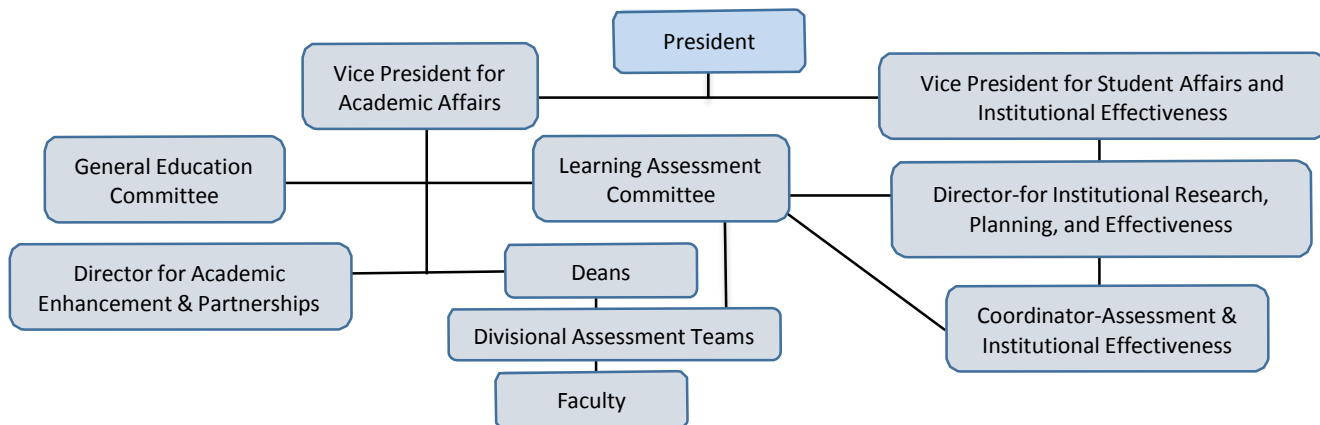 President
Vice President for
Academic Affairs
Vice President for Student Affairs and
Institutional Effectiveness
General Education
Committee
Learning Assessment
Committee
Director-for Institutional Research,
Planning, and Effectiveness
Director for Academic
Enhancement & Partnerships
Deans
Divisional Assessment Teams
Coordinator-Assessment &
Institutional Effectiveness
Faculty